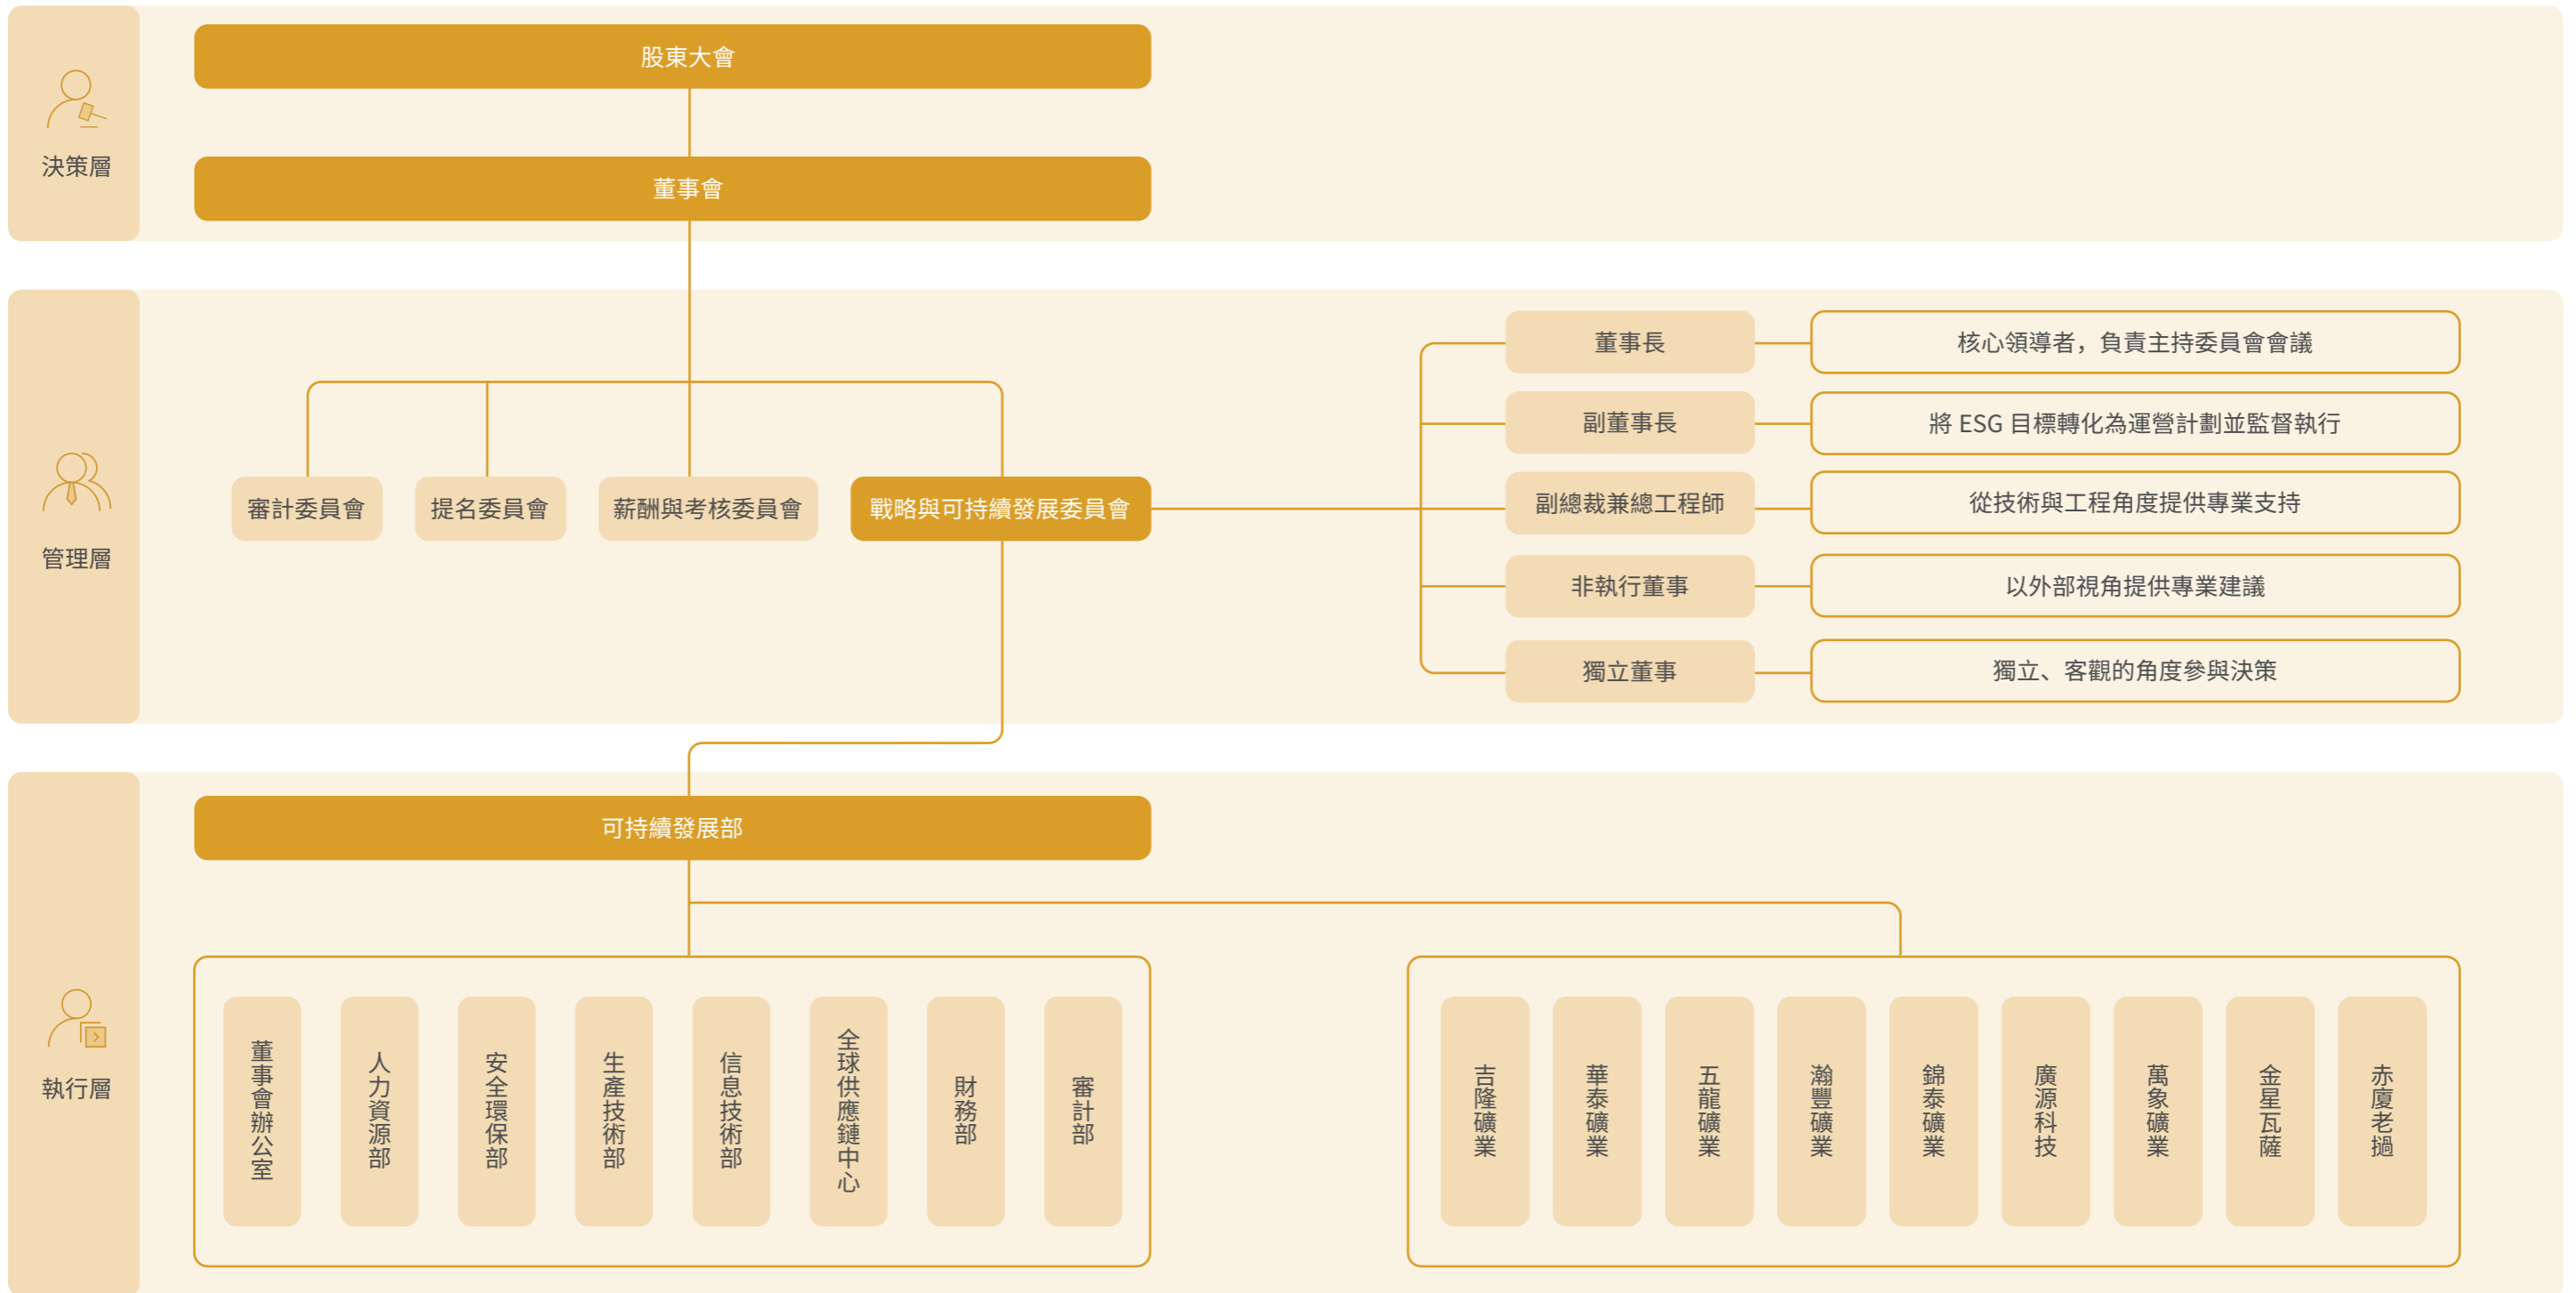 決策層
股東大會
董事會
管理層
審計委員會
提名委員會
薪酬與考核委員會
戰略與可持續發展委員會
董事長
核心領導者，負責主持委員會會議
副董事長
將 ESG 目標轉化為運營計劃並監督執行
副總裁兼總工程師
從技術與工程角度提供專業支持
非執行董事
以外部視角提供專業建議
獨立董事
獨立、客觀的角度參與決策
執行層
可持續發展部
董事會辦公室
人力資源部
安全環保部
生產技術部
信息技術部
全球供應鏈中心
財務部
審計部
吉隆礦業
華泰礦業
五龍礦業
瀚豐礦業
錦泰礦業
廣源科技
萬象礦業
金星瓦薩
赤廈老撾